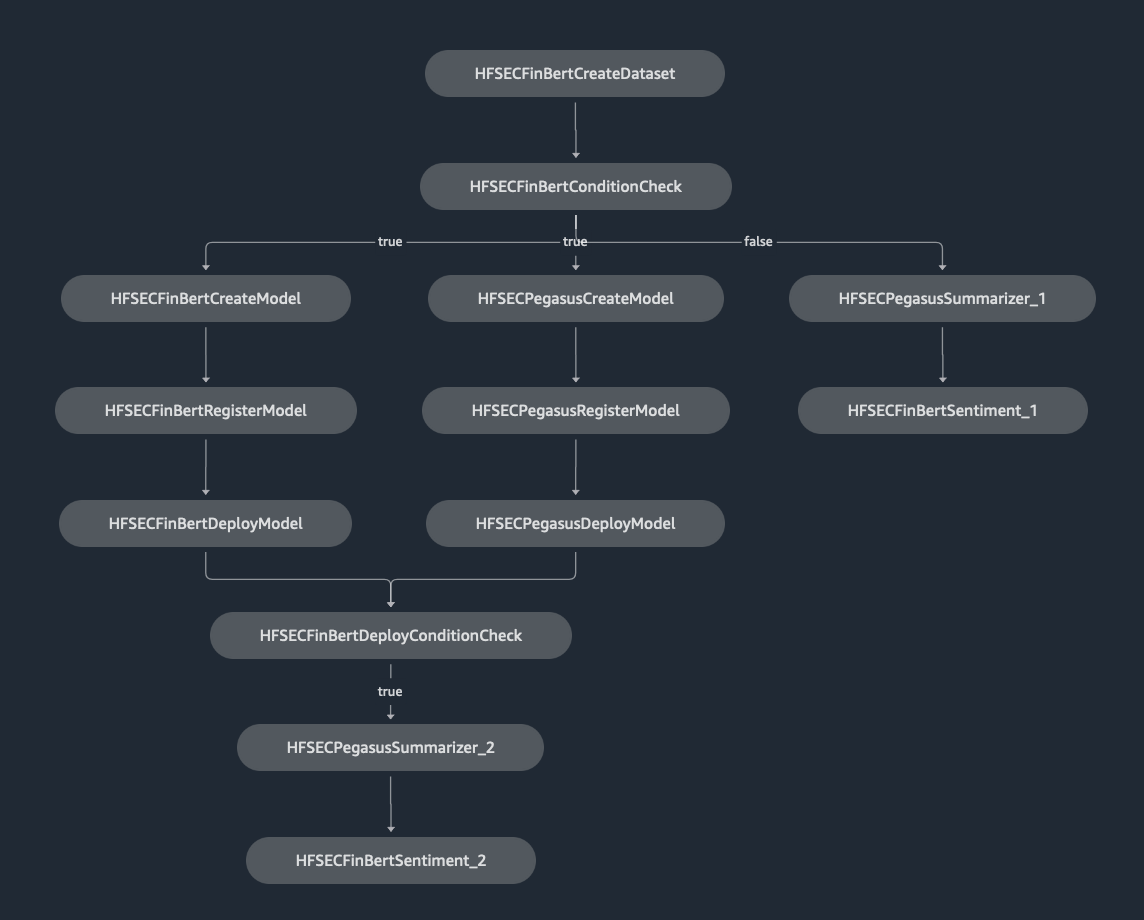 HFSECFinBertCreateDataset
HFSECFinBertConditionCheck
true
true
false
HFSECFinBertCreateModel
HFSECPegasusCreateModel
HFSECPegasusSummarizer_1
HFSECFinBertRegisterModel
HFSECPegasusRegisterModel
HFSECFinBertSentiment_1
HFSECFinBertDeployModel
HFSECPegasusDeployModel
HFSECFinBertDeployConditionCheck
true
HFSECPegasusSummarizer_2
HFSECFinBertSentiment_2